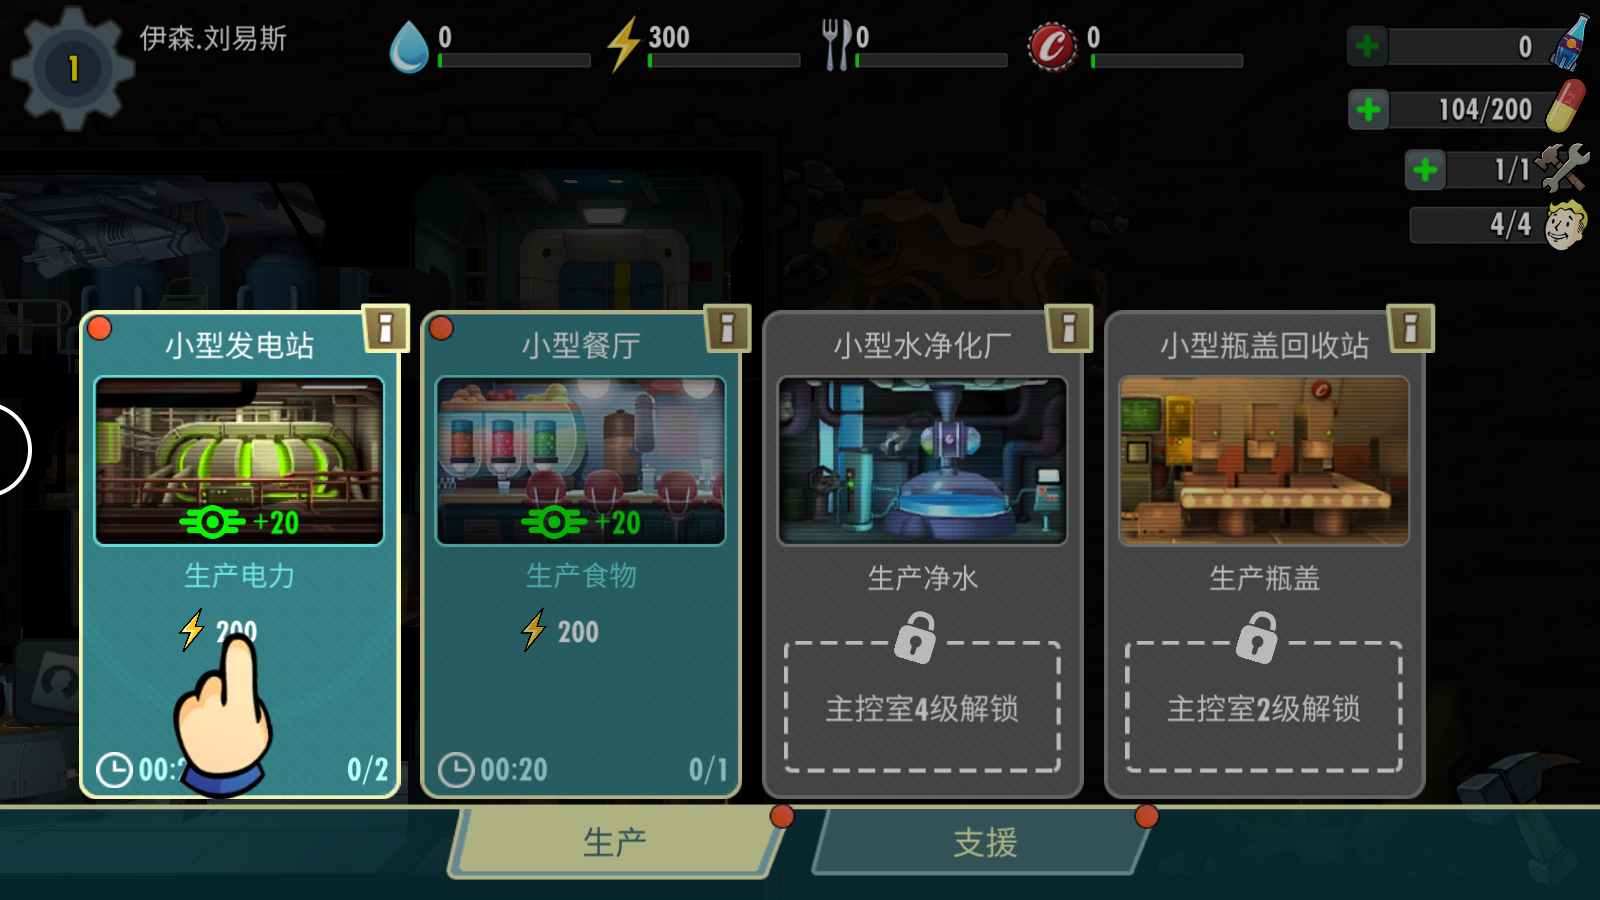 1
伊森.刘易斯
0
300
0
0
0
104/200
1/1
4/4
小型发电站
+20
生产电力
200
0/2
小型餐厅
+20
生产食物
200
00:20
0/1
小型水净化厂
生产净水
主控室4级解锁
小型瓶盖回收站
生产瓶盖
主控室2级解锁
生产
支援